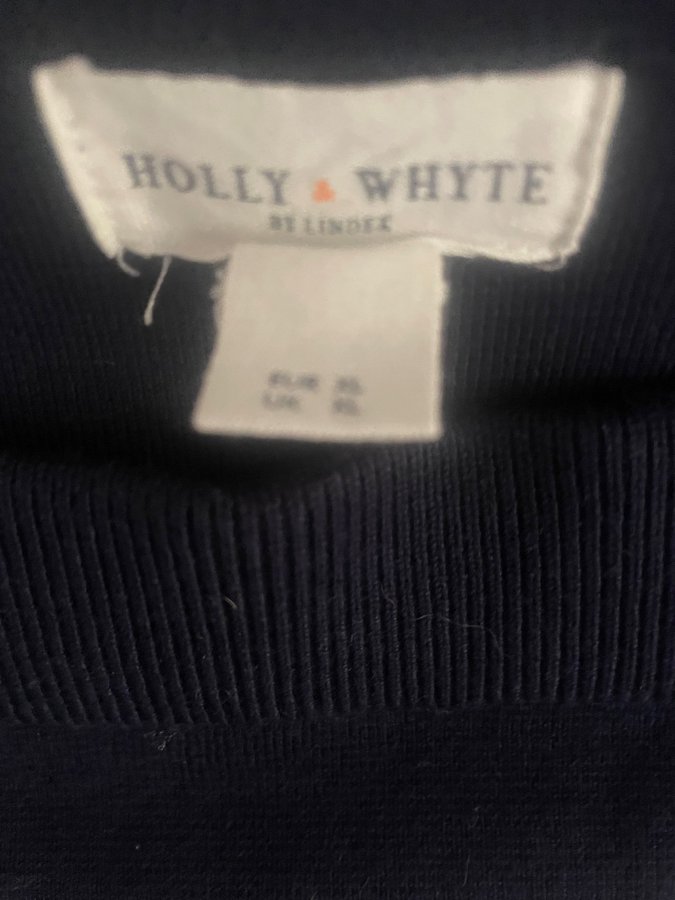 HOLLY & WHYTE
BY LINDEX
EUR XL
UK XL